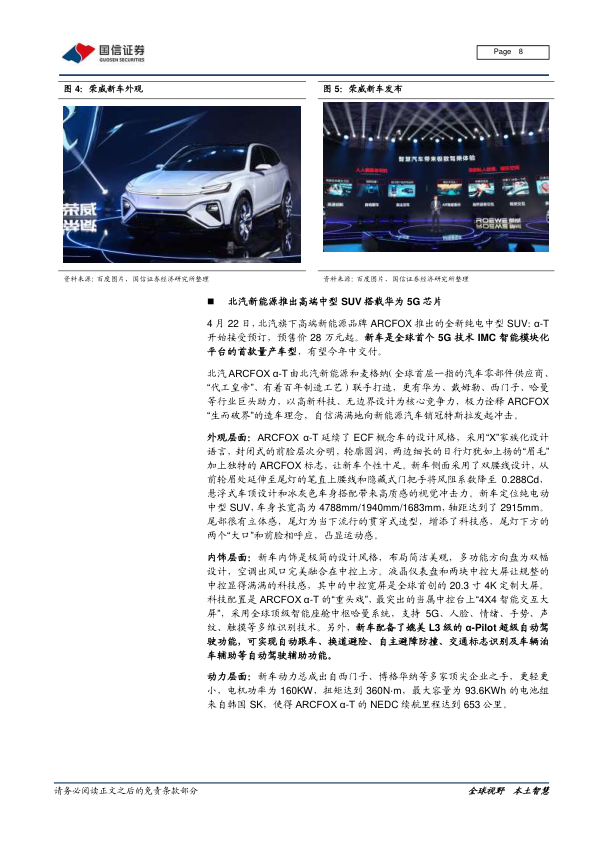 国信证券
GUOSEN SECURITIES
Page 8
图 4：荣威新车外观
图 5：荣威新车发布
荣威
智慧汽车带来极致驾乘体验
ROEWE 荣威
资料来源：百度图片、国信证券经济研究所整理
资料来源：百度图片、国信证券经济研究所整理
■ 北汽新能源推出高端中型 SUV 搭载华为 5G 芯片
4 月 22 日，北汽旗下高端新能源品牌 ARCFOX 推出的全新纯电中型 SUV：α-T
开始接受预订，预售价 28 万元起。新车是全球首个 5G 技术 IMC 智能模块化
平台的首款量产车型，有望今年中交付。
北汽 ARCFOX α-T 由北汽新能源和麦格纳（全球首屈一指的汽车零部件供应商、
“代工皇帝”、有着百年制造工艺）联手打造，更有华为、戴姆勒、西门子、哈曼
等行业巨头助力，以高新科技、无边界设计为核心竞争力，极力诠释 ARCFOX
“生而破界”的造车理念，自信满满地向新能源汽车销冠特斯拉发起冲击。
外观层面：ARCFOX α-T 延续了 ECF 概念车的设计风格，采用“X”家族化设计
语言，封闭式的前脸层次分明，轮廓圆润，两边细长的日行灯犹如上扬的“眉毛”
加上独特的 ARCFOX 标志，让新车个性十足。新车侧面采用了双腰线设计，从
前轮眉处延伸至尾灯的笔直上腰线和隐藏式门把手将风阻系数降至 0.288Cd，
悬浮式车顶设计和冰灰色车身搭配带来高质感的视觉冲击力。新车定位纯电动
中型 SUV，车身长宽高为 4788mm/1940mm/1683mm，轴距达到了 2915mm。
尾部很有立体感，尾灯为当下流行的贯穿式造型，增添了科技感，尾灯下方的
两个“大口”和前脸相呼应，凸显运动感。
内饰层面：新车内饰是极简的设计风格，布局简洁美观，多功能方向盘为双幅
设计，空调出风口完美融合在中控上方。液晶仪表盘和两块中控大屏让规整的
中控显得满满的科技感，其中的中控宽屏是全球首创的 20.3 寸 4K 定制大屏。
科技配置是 ARCFOX α-T 的“重头戏”，最突出的当属中控台上“4X4 智能交互大
屏”，采用全球顶级智能座舱中枢哈曼系统，支持 5G、人脸、情绪、手势、声
纹、触摸等多维识别技术。另外，新车配备了媲美 L3 级的 α-Pilot 超级自动驾
驶功能，可实现自动跟车、换道避险、自主避障防撞、交通标志识别及车辆泊
车辅助等自动驾驶辅助功能。
动力层面：新车动力总成出自西门子、博格华纳等多家顶尖企业之手，更轻更
小，电机功率为 160KW，扭矩达到 360N·m，最大容量为 93.6KWh 的电池组
来自韩国 SK，使得 ARCFOX α-T 的 NEDC 续航里程达到 653 公里。
请务必阅读正文之后的免责条款部分
全球视野 本土智慧